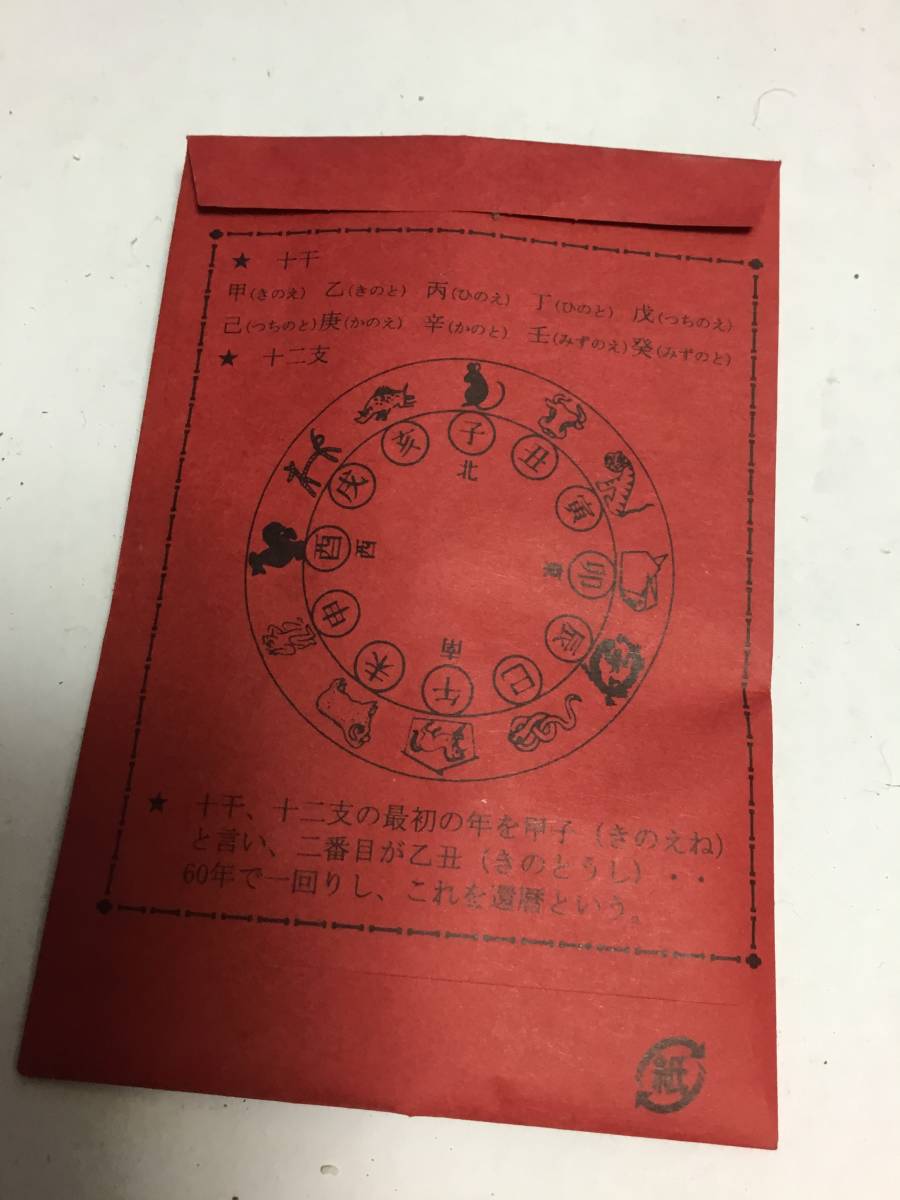 ★ 十干
甲(きのえ) 乙(きのと) 丙(ひのえ) 丁(ひのと) 戊(つちのえ)
己(つちのと) 庚(かのえ) 辛(かのと) 壬(みずのえ) 癸(みずのと)
★ 十二支
子
丑
寅
卯
辰
巳
午
未
申
酉
戌
亥
北
東
南
西
★ 十干、十二支の最初の年を甲子(きのえね)
と言い、二番目が乙丑(きのとうし)・・
60年で一回りし、これを還暦という。
紙